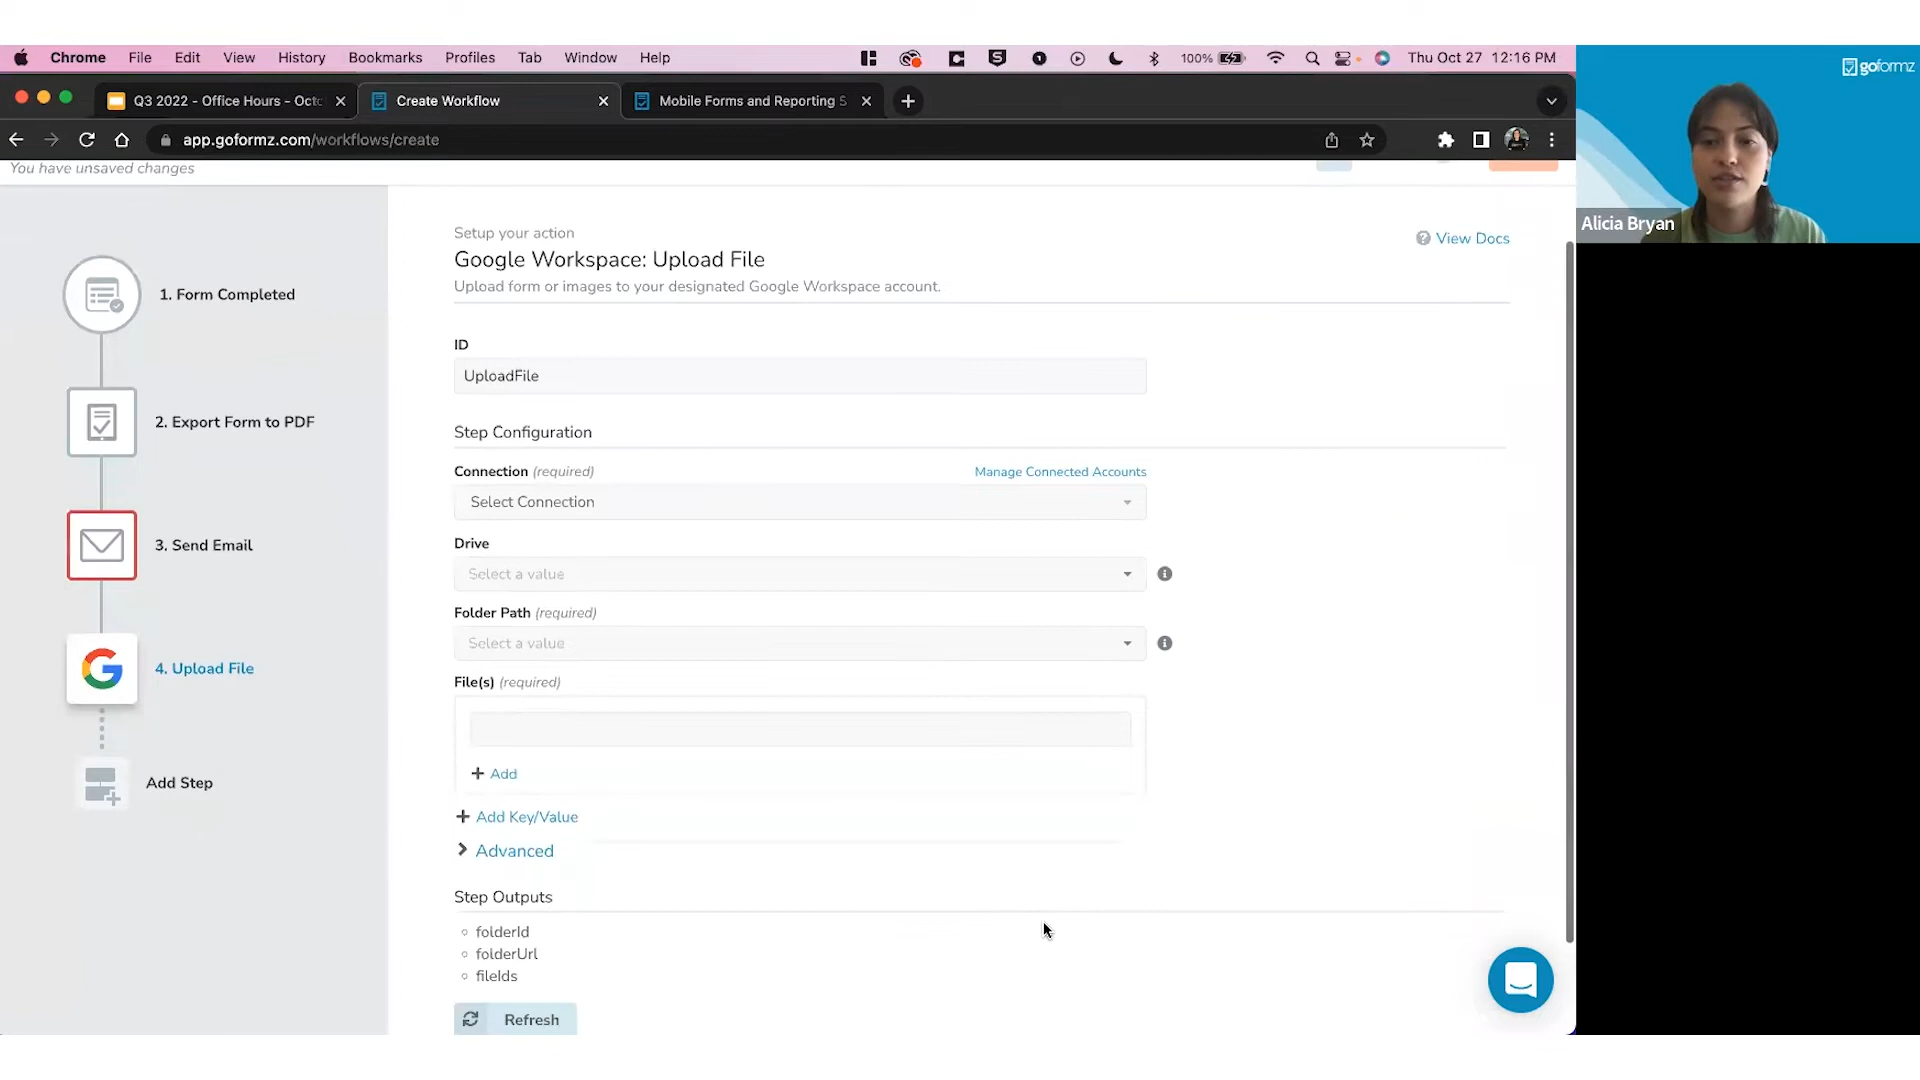 Chrome File Edit View History Bookmarks Profiles Tab Window Help 100% Thu Oct 27 12:16 PM
goformz
Q3 2022 - Office Hours - Octo
Create Workflow
Mobile Forms and Reporting S
app.goformz.com/workflows/create
You have unsaved changes
Alicia Bryan
Setup your action
View Docs
Google Workspace: Upload File
Upload form or images to your designated Google Workspace account.
1. Form Completed
ID
UploadFile
2. Export Form to PDF
Step Configuration
Connection (required)
Manage Connected Accounts
Select Connection
3. Send Email
Drive
Select a value
Folder Path (required)
Select a value
4. Upload File
File(s) (required)
Add
Add Step
Add Key/Value
Advanced
Step Outputs
folderId
folderUrl
fileIds
Refresh